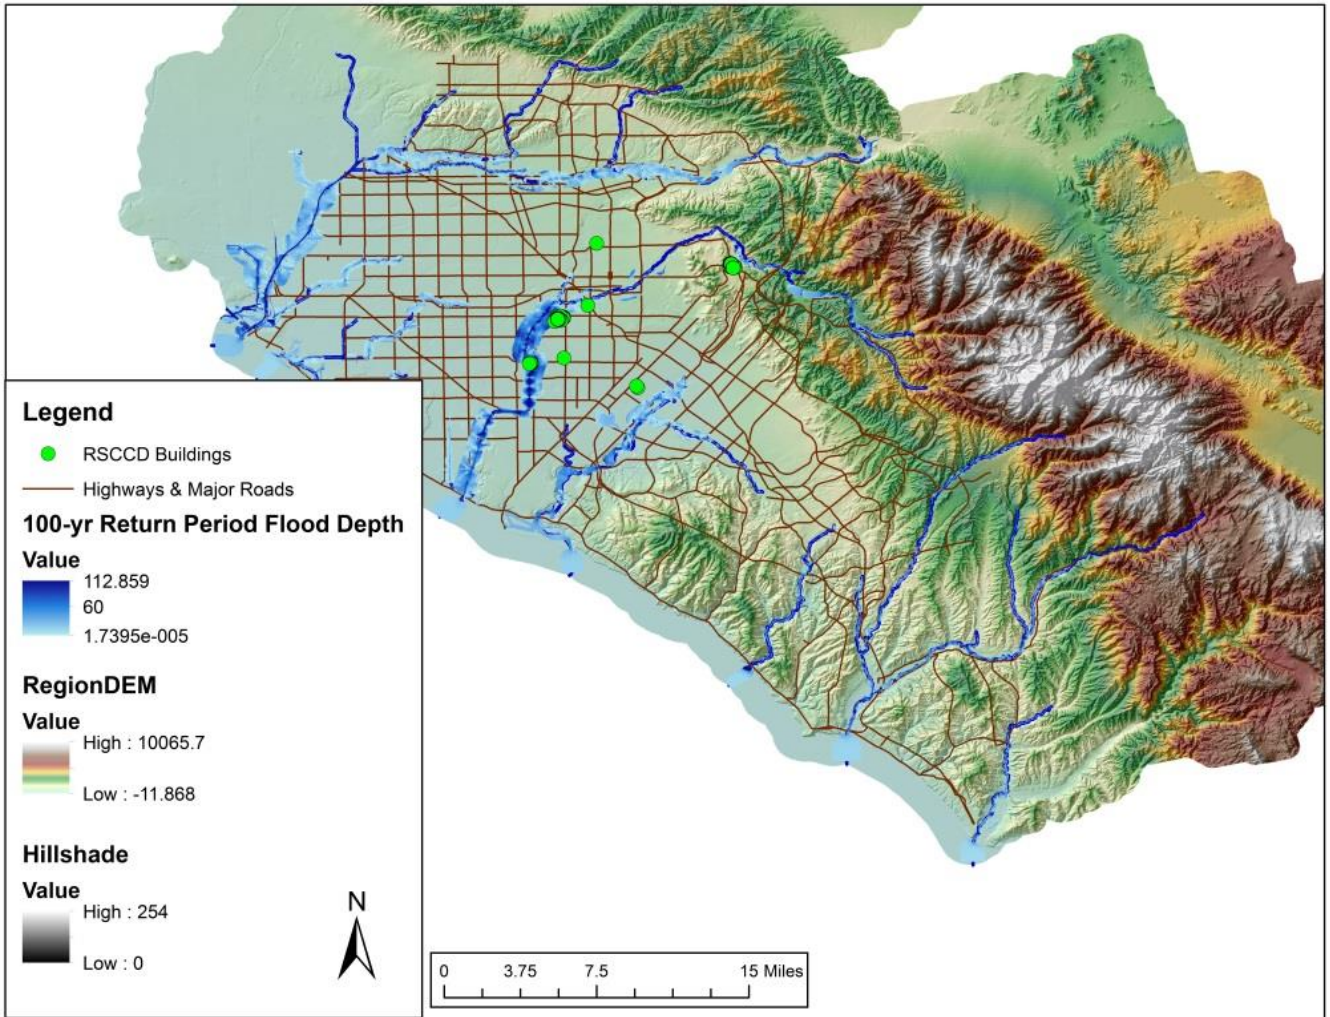 Legend
RSCCD Buildings
Highways & Major Roads
100-yr Return Period Flood Depth
Value
112.859
60
1.7395e-005
RegionDEM
Value
High : 10065.7
Low : -11.868
Hillshade
Value
High : 254
Low : 0
N
0 3.75 7.5 15 Miles